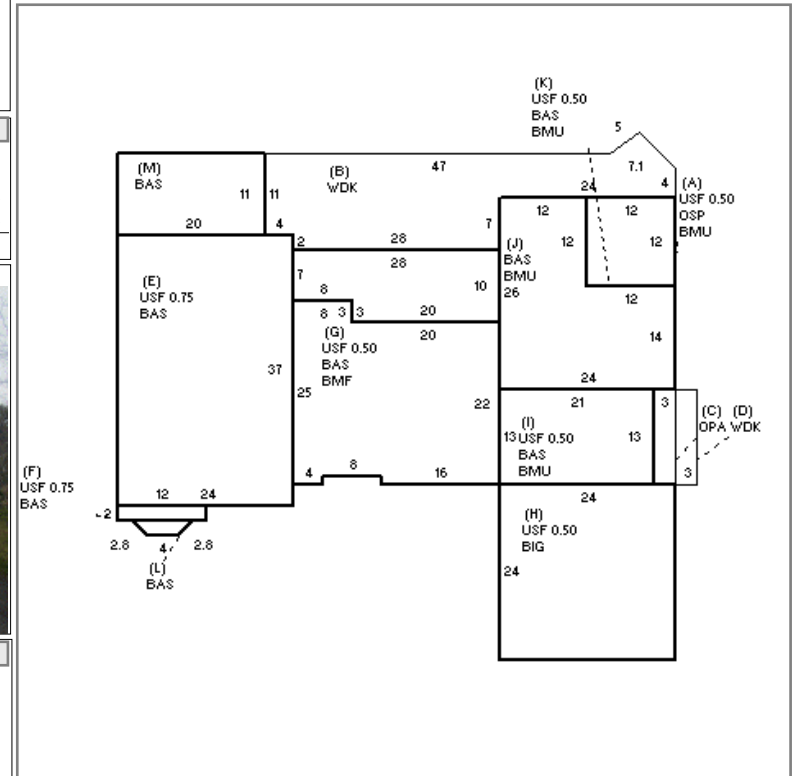 (K)
USF 0.50
BAS
BMU
5
(M)
BAS
11
11
(B)
WDK
47
7.1
24
4
(A)
USF 0.50
OSP
BMU
20
4
7
12
12
2
28
(J)
BAS
BMU
26
12
12
28
7
10
12
(E)
USF 0.75
BAS
8
8
3
3
20
20
(G)
USF 0.50
BAS
BMF
14
37
25
24
22
21
3
(C)
OPA
(D)
WDK
(I)
USF 0.50
BAS
BMU
13
13
3
4
8
16
(F)
USF 0.75
BAS
12
24
2
24
(H)
USF 0.50
BIG
2.8
4
2.8
(L)
BAS
24